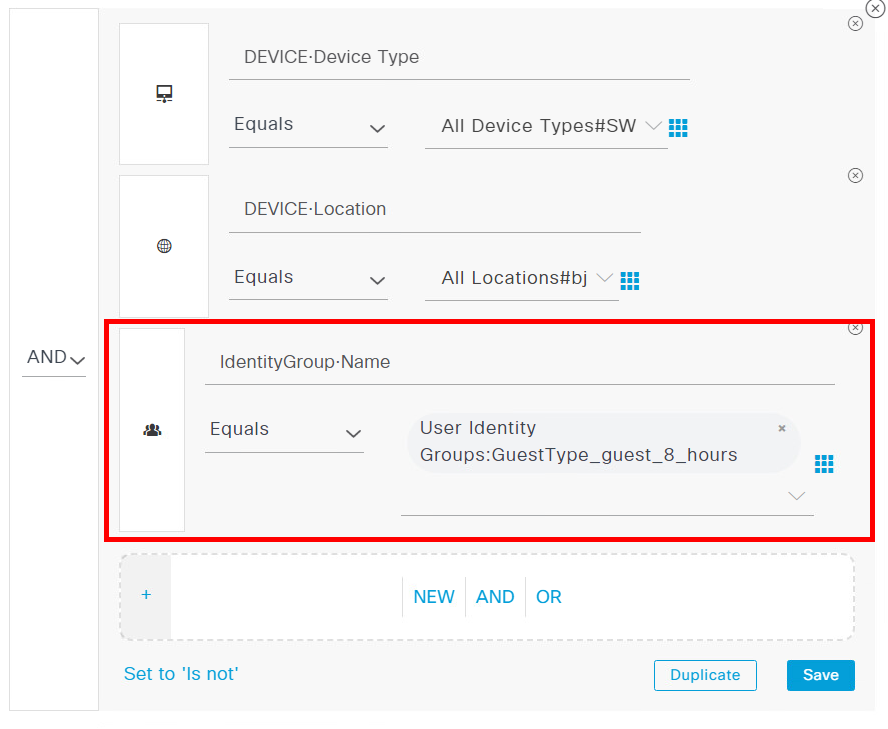 DEVICE·Device Type
Equals
All Device Types#SW
DEVICE·Location
Equals
All Locations#bj
AND
IdentityGroup·Name
Equals
User Identity
Groups:GuestType_guest_8_hours
+
NEW
AND
OR
Set to 'Is not'
Duplicate
Save